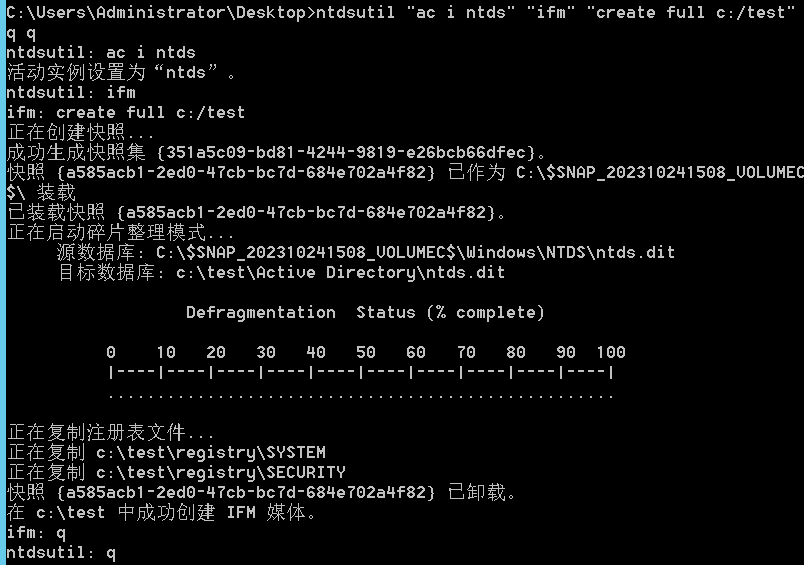 C:\Users\Administrator\Desktop>ntdsutil "ac i ntds" "ifm" "create full c:/test"
q q
ntdsutil: ac i ntds
活动实例设置为“ntds”。
ntdsutil: ifm
ifm: create full c:/test
正在创建快照...
成功生成快照集 {351a5c09-bd81-4244-9819-e26bcb66dfec}。
快照 {a585acb1-2ed0-47cb-bc7d-684e702a4f82} 已作为 C:\$SNAP_202310241508_VOLUMEC
$\ 装载
已装载快照 {a585acb1-2ed0-47cb-bc7d-684e702a4f82}。
正在启动碎片整理模式...
源数据库: C:\$SNAP_202310241508_VOLUMEC$\Windows\NTDS\ntds.dit
目标数据库: c:\test\Active Directory\ntds.dit
Defragmentation  Status (% complete)
0    10   20   30   40   50   60   70   80   90  100
|----|----|----|----|----|----|----|----|----|----|
...................................................
正在复制注册表文件...
正在复制 c:\test\registry\SYSTEM
正在复制 c:\test\registry\SECURITY
快照 {a585acb1-2ed0-47cb-bc7d-684e702a4f82} 已卸载。
在 c:\test 中成功创建 IFM 媒体。
ifm: q
ntdsutil: q